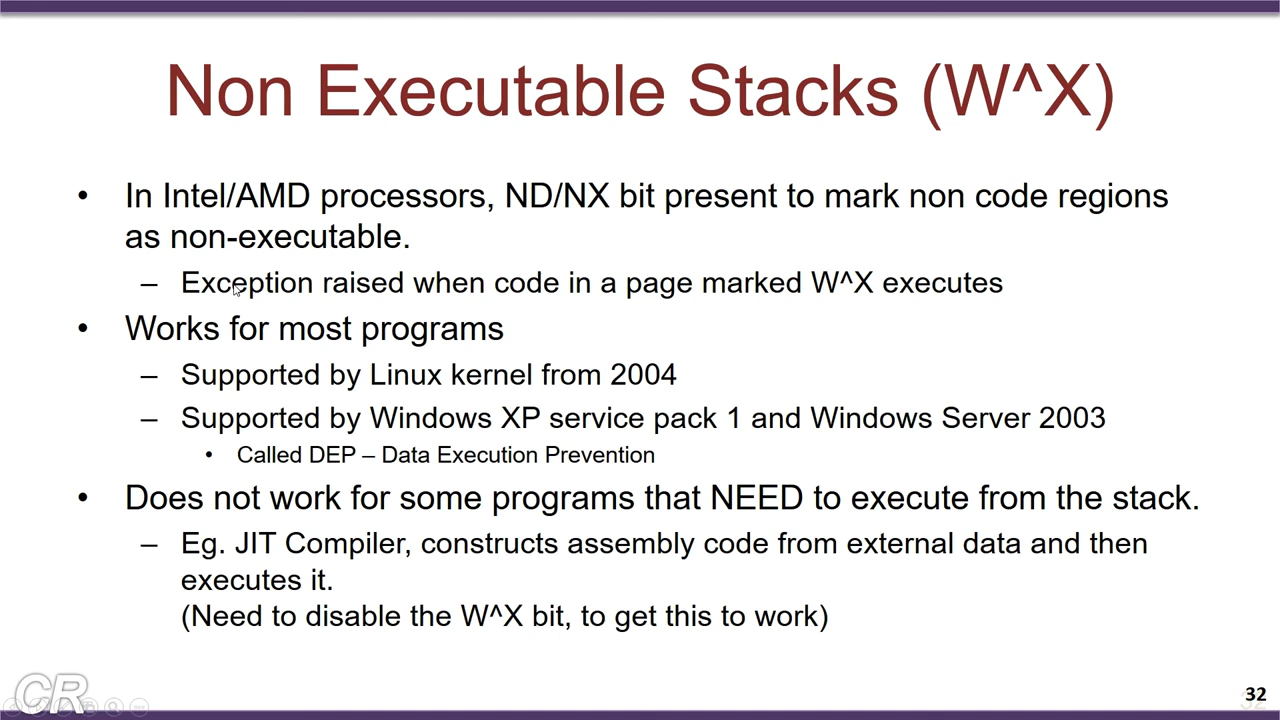 Non Executable Stacks (W^X)
• In Intel/AMD processors, ND/NX bit present to mark non code regions
as non-executable.
– Exception raised when code in a page marked W^X executes
• Works for most programs
– Supported by Linux kernel from 2004
– Supported by Windows XP service pack 1 and Windows Server 2003
• Called DEP – Data Execution Prevention
• Does not work for some programs that NEED to execute from the stack.
– Eg. JIT Compiler, constructs assembly code from external data and then
executes it.
(Need to disable the W^X bit, to get this to work)
CR
32